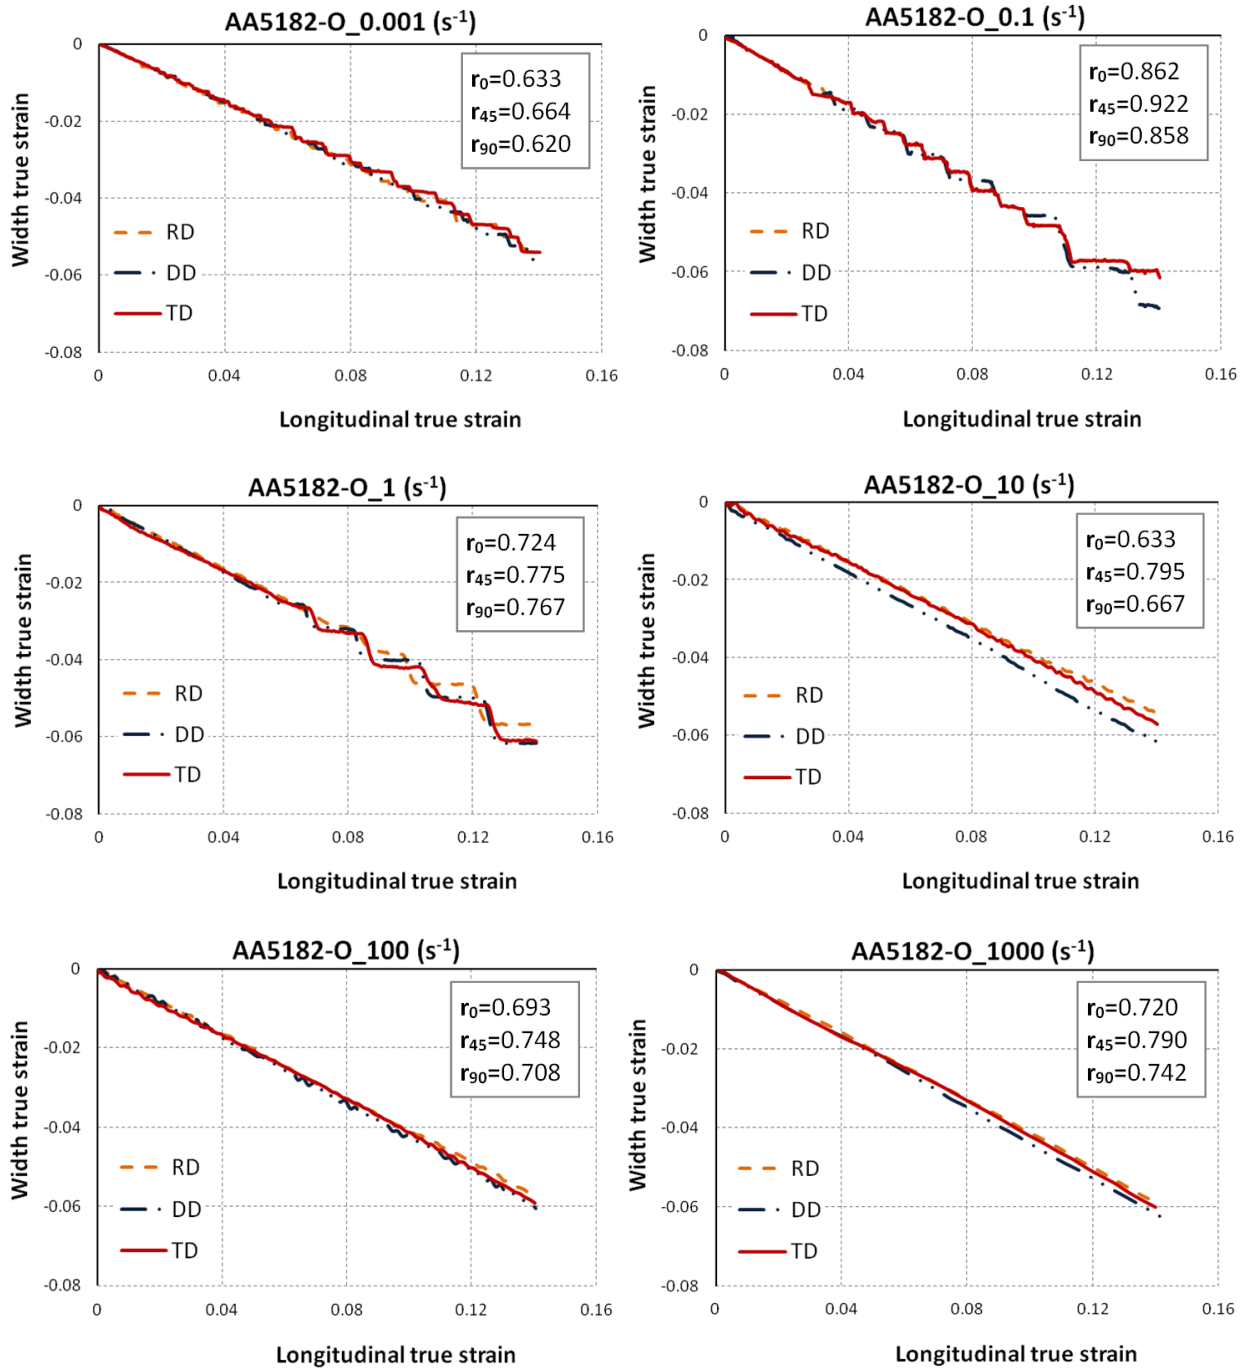 AA5182-O_0.001 (s⁻¹)
0
-0.02
-0.04
-0.06
-0.08
Width true strain
r₀=0.633
r₄₅=0.664
r₉₀=0.620
RD
DD
TD
0 0.04 0.08 0.12 0.16
Longitudinal true strain
AA5182-O_0.1 (s⁻¹)
0
-0.02
-0.04
-0.06
-0.08
Width true strain
r₀=0.862
r₄₅=0.922
r₉₀=0.858
RD
DD
TD
0 0.04 0.08 0.12 0.16
Longitudinal true strain
AA5182-O_1 (s⁻¹)
0
-0.02
-0.04
-0.06
-0.08
Width true strain
r₀=0.724
r₄₅=0.775
r₉₀=0.767
RD
DD
TD
0 0.04 0.08 0.12 0.16
Longitudinal true strain
AA5182-O_10 (s⁻¹)
0
-0.02
-0.04
-0.06
-0.08
Width true strain
r₀=0.633
r₄₅=0.795
r₉₀=0.667
RD
DD
TD
0 0.04 0.08 0.12 0.16
Longitudinal true strain
AA5182-O_100 (s⁻¹)
0
-0.02
-0.04
-0.06
-0.08
Width true strain
r₀=0.693
r₄₅=0.748
r₉₀=0.708
RD
DD
TD
0 0.04 0.08 0.12 0.16
Longitudinal true strain
AA5182-O_1000 (s⁻¹)
0
-0.02
-0.04
-0.06
-0.08
Width true strain
r₀=0.720
r₄₅=0.790
r₉₀=0.742
RD
DD
TD
0 0.04 0.08 0.12 0.16
Longitudinal true strain